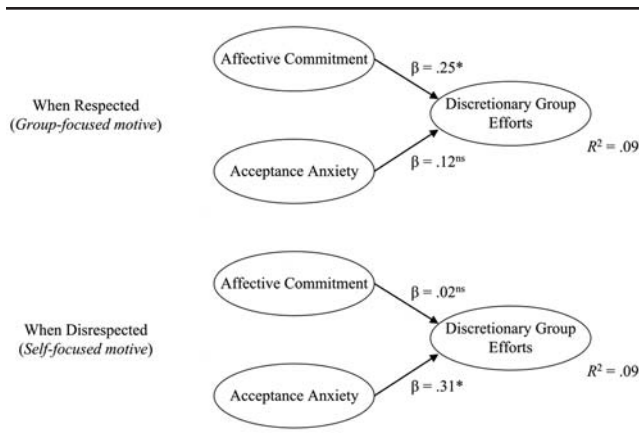 Affective Commitment
β = .25*
When Respected
(Group-focused motive)
Discretionary Group
Efforts
R² = .09
Acceptance Anxiety
β = .12ⁿˢ
Affective Commitment
β = .02ⁿˢ
When Disrespected
(Self-focused motive)
Discretionary Group
Efforts
R² = .09
Acceptance Anxiety
β = .31*